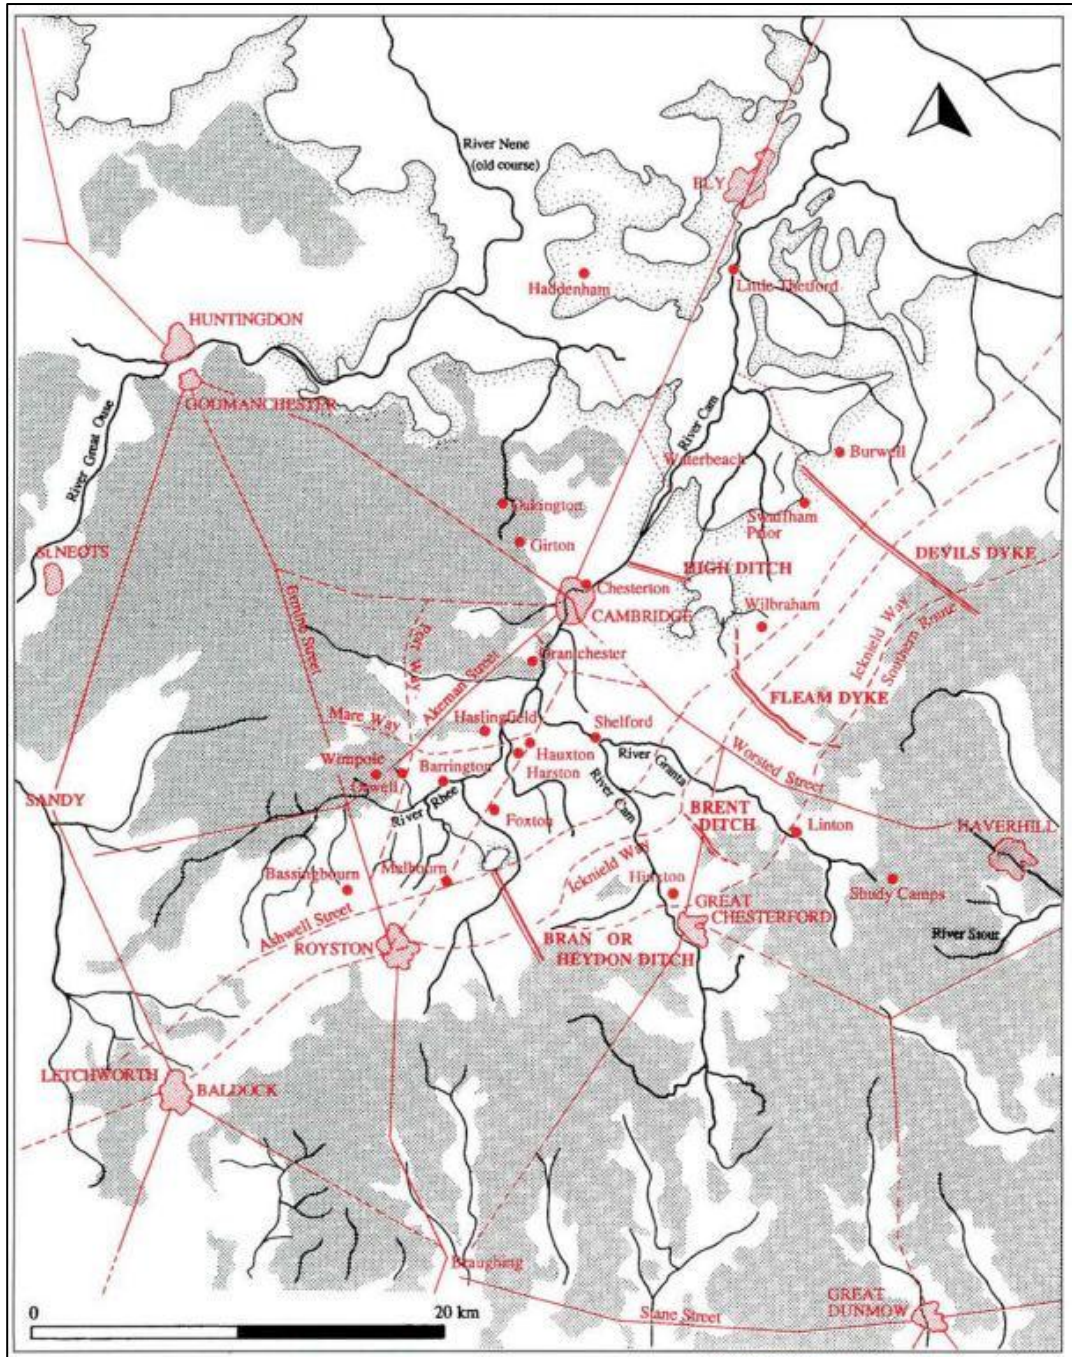 River Nene
(old course)
ELY
Haddenham
Little Thetford
HUNTINGDON
GODMANCHESTER
River Great Ouse
River Cam
Waterbeach
Burwell
Oakington
Swaffham
Prior
St.NEOTS
Girton
HIGH DITCH
DEVILS DYKE
Chesterton
CAMBRIDGE
Wilbraham
Ermine Street
Port Way
Akeman Street
Grantchester
Icknield Way
Southern Route
FLEAM DYKE
Mare Way
Haslingfield
Shelford
Hauxton
River Granta
Worsted Street
Wimpole
Orwell
Barrington
Harston
River Cam
SANDY
River Rhee
Foxton
BRENT
DITCH
Linton
HAVERHILL
Bassingbourn
Melbourn
Icknield Way
Hinxton
Shudy Camps
Ashwell Street
GREAT
CHESTERFORD
ROYSTON
BRAN OR
HEYDON DITCH
River Stour
LETCHWORTH
BALDOCK
Braughing
Stane Street
GREAT
DUNMOW
0
20 km